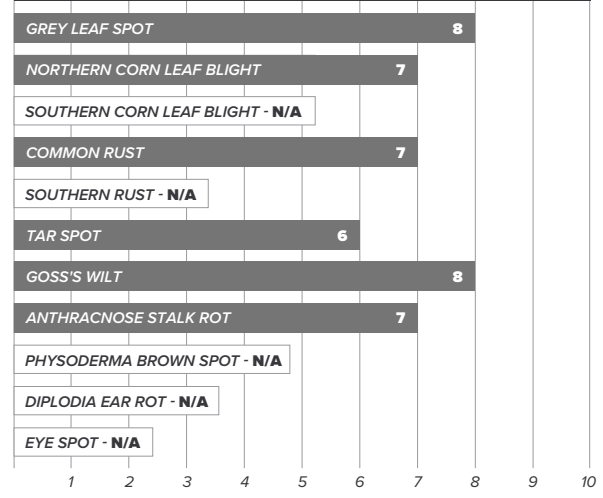 GREY LEAF SPOT 8
NORTHERN CORN LEAF BLIGHT 7
SOUTHERN CORN LEAF BLIGHT - N/A
COMMON RUST 7
SOUTHERN RUST - N/A
TAR SPOT 6
GOSS'S WILT 8
ANTHRACNOSE STALK ROT 7
PHYSODERMA BROWN SPOT - N/A
DIPLODIA EAR ROT - N/A
EYE SPOT - N/A
1 2 3 4 5 6 7 8 9 10